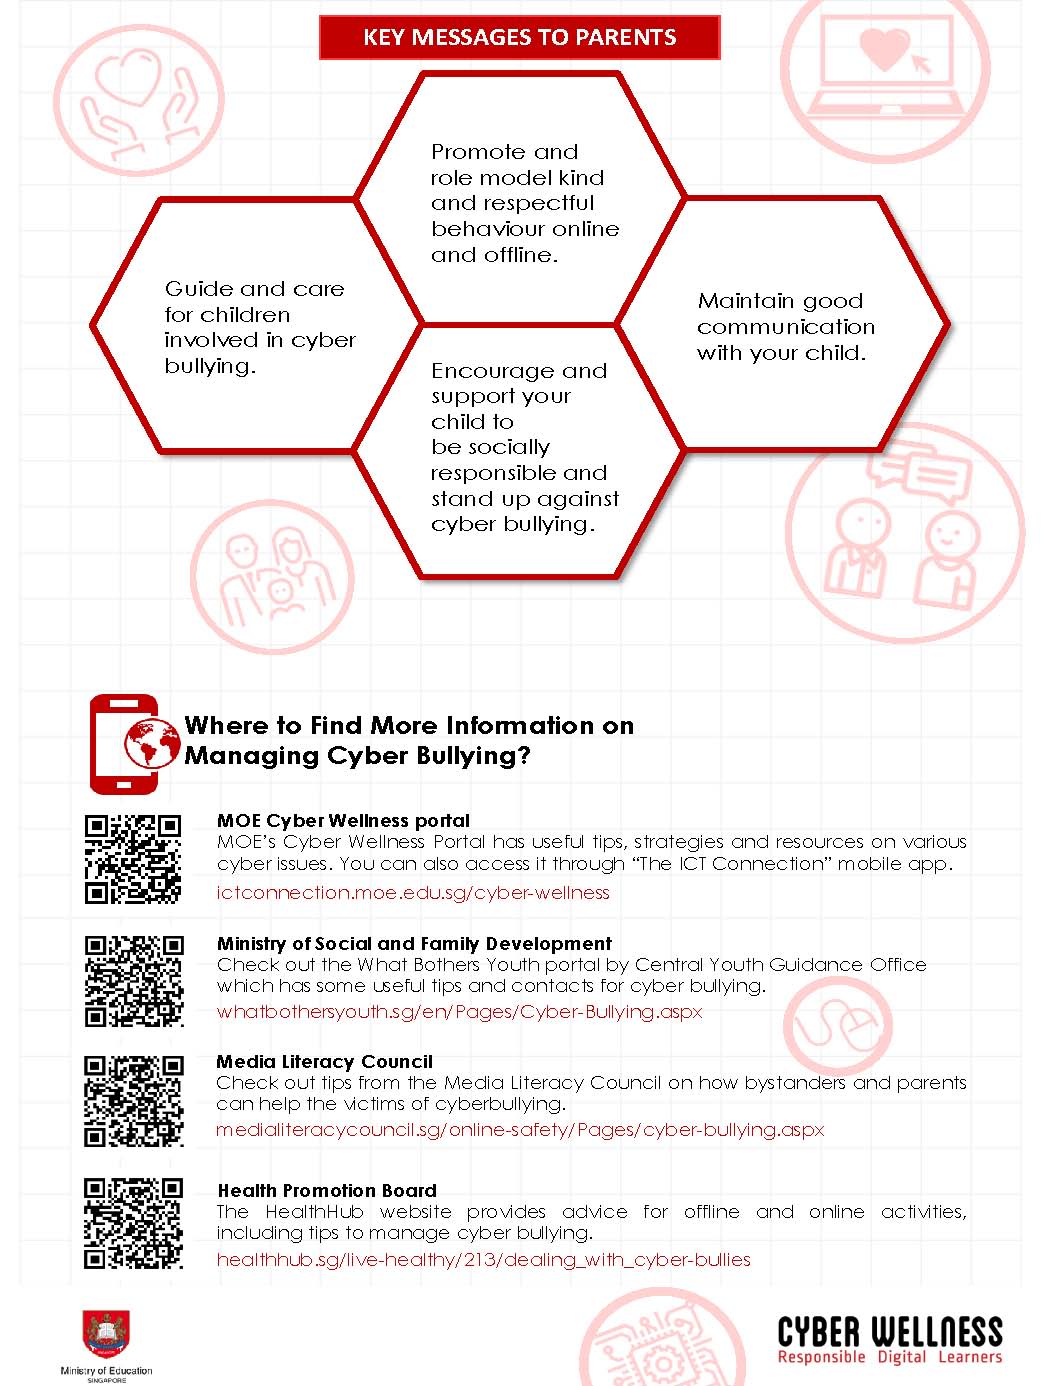 KEY MESSAGES TO PARENTS
Promote and
role model kind
and respectful
behaviour online
and offline.
Guide and care
for children
involved in cyber
bullying.
Maintain good
communication
with your child.
Encourage and
support your
child to
be socially
responsible and
stand up against
cyber bullying.
Where to Find More Information on
Managing Cyber Bullying?
MOE Cyber Wellness portal
MOE’s Cyber Wellness Portal has useful tips, strategies and resources on various
cyber issues. You can also access it through “The ICT Connection” mobile app.
ictconnection.moe.edu.sg/cyber-wellness
Ministry of Social and Family Development
Check out the What Bothers Youth portal by Central Youth Guidance Office
which has some useful tips and contacts for cyber bullying.
whatbothersyouth.sg/en/Pages/Cyber-Bullying.aspx
Media Literacy Council
Check out tips from the Media Literacy Council on how bystanders and parents
can help the victims of cyberbullying.
medialiteracycouncil.sg/online-safety/Pages/cyber-bullying.aspx
Health Promotion Board
The HealthHub website provides advice for offline and online activities,
including tips to manage cyber bullying.
healthhub.sg/live-healthy/213/dealing_with_cyber-bullies
Ministry of Education
SINGAPORE
CYBER WELLNESS
Responsible Digital Learners